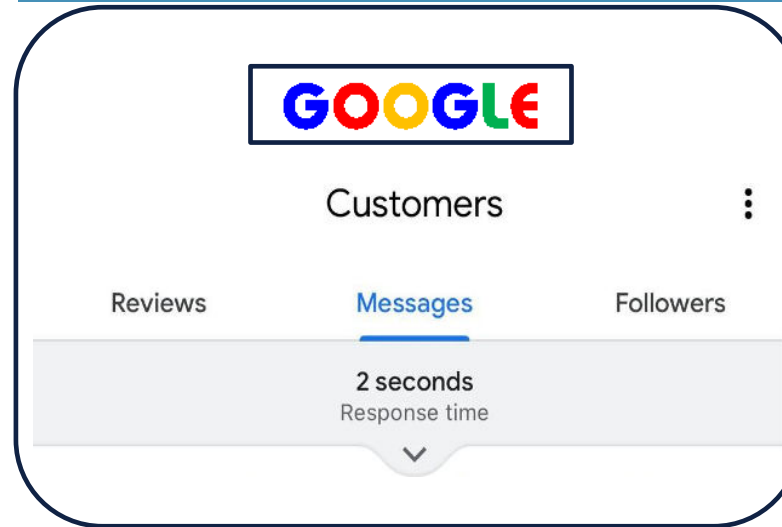 GOOGLE
Customers
Reviews Messages Followers
2 seconds
Response time